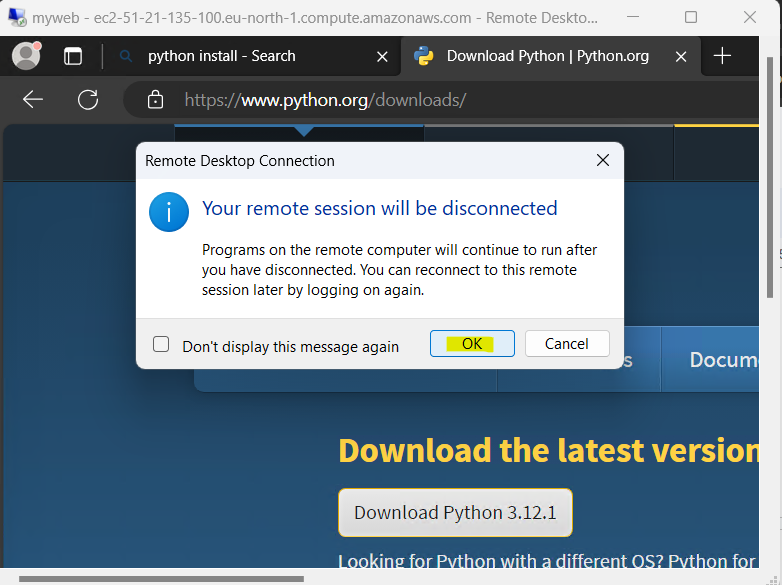 myweb - ec2-51-21-135-100.eu-north-1.compute.amazonaws.com - Remote Deskto...
python install - Search
Download Python | Python.org
https://www.python.org/downloads/
Remote Desktop Connection
Your remote session will be disconnected
Programs on the remote computer will continue to run after
you have disconnected. You can reconnect to this remote
session later by logging on again.
Don't display this message again
OK
Cancel
s
Docum
Download the latest version
Download Python 3.12.1
Looking for Python with a different OS? Python for